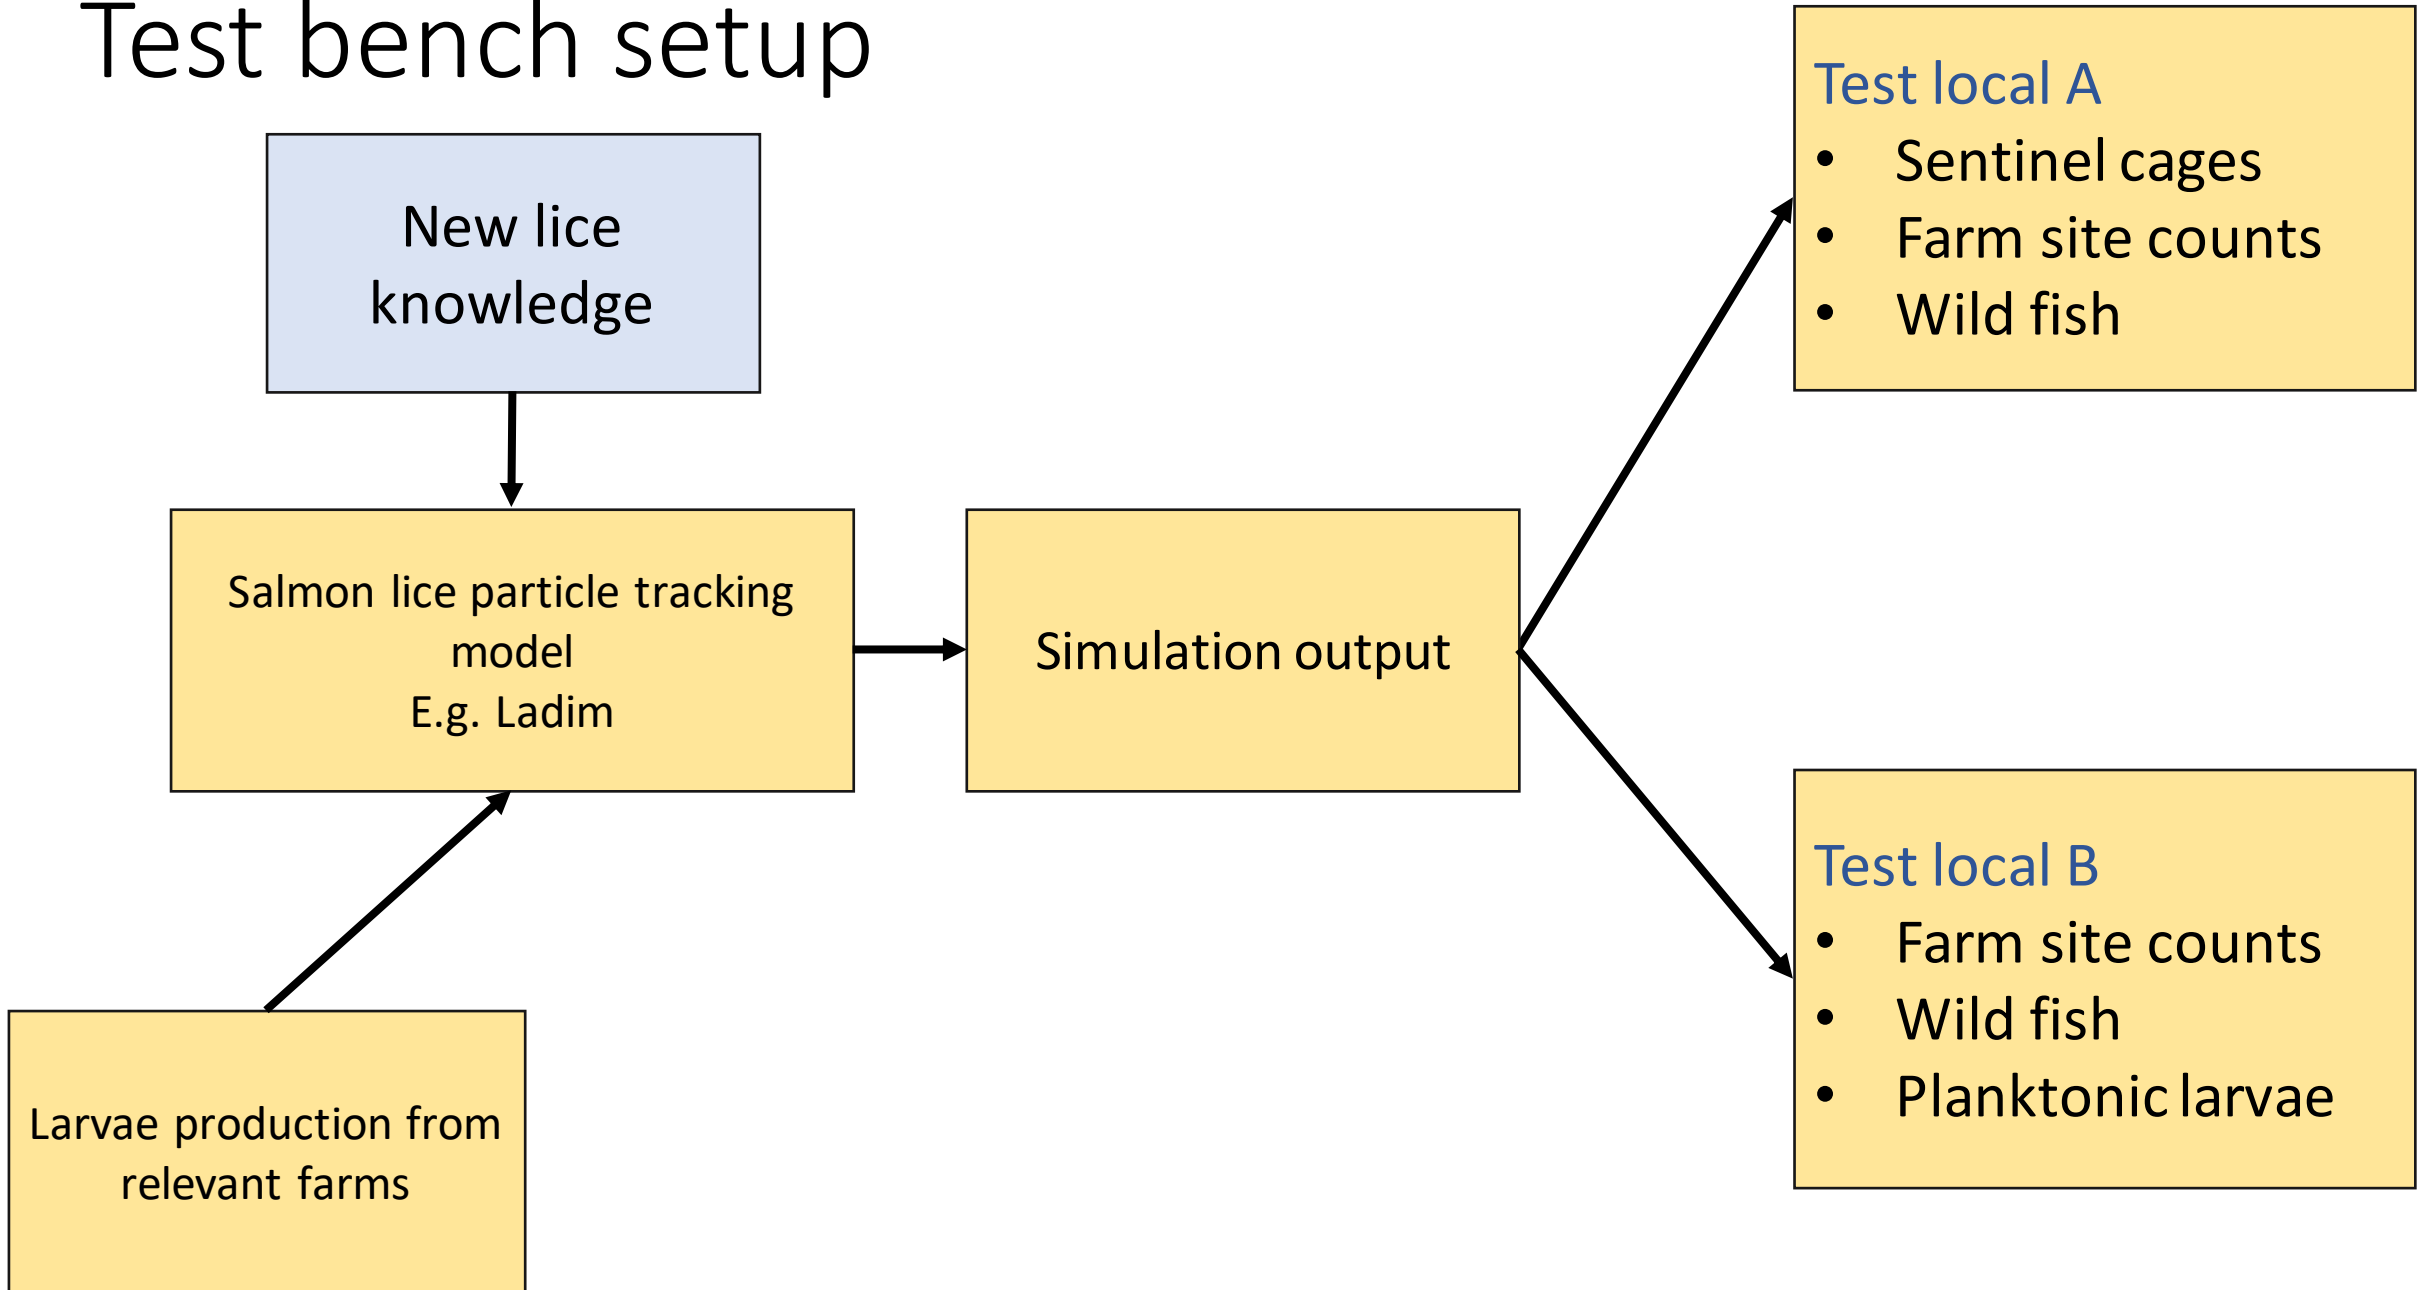 Test bench setup
New lice
knowledge
Salmon lice particle tracking
model
E.g. Ladim
Larvae production from
relevant farms
Simulation output
Test local A
• Sentinel cages
• Farm site counts
• Wild fish
Test local B
• Farm site counts
• Wild fish
• Planktonic larvae